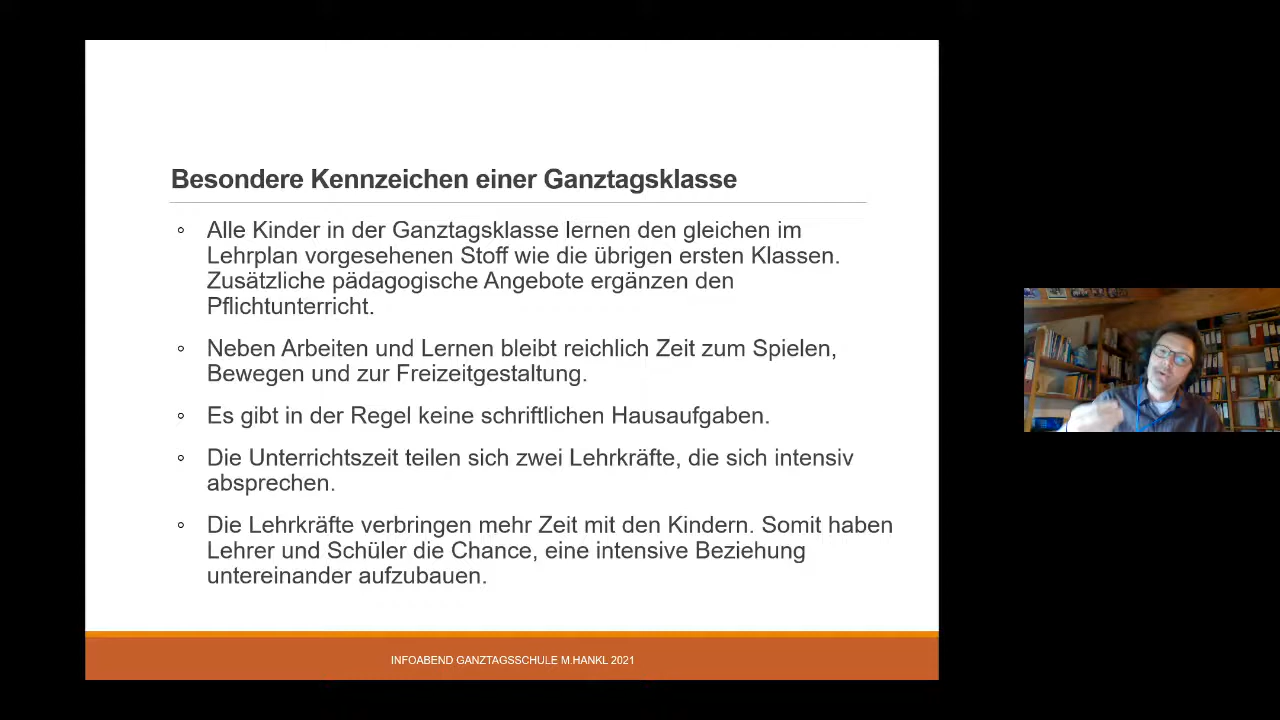 Besondere Kennzeichen einer Ganztagsklasse
Alle Kinder in der Ganztagsklasse lernen den gleichen im
Lehrplan vorgesehenen Stoff wie die übrigen ersten Klassen.
Zusätzliche pädagogische Angebote ergänzen den
Pflichtunterricht.
Neben Arbeiten und Lernen bleibt reichlich Zeit zum Spielen,
Bewegen und zur Freizeitgestaltung.
Es gibt in der Regel keine schriftlichen Hausaufgaben.
Die Unterrichtszeit teilen sich zwei Lehrkräfte, die sich intensiv
absprechen.
Die Lehrkräfte verbringen mehr Zeit mit den Kindern. Somit haben
Lehrer und Schüler die Chance, eine intensive Beziehung
untereinander aufzubauen.
INFOABEND GANZTAGSSCHULE M.HANKL 2021